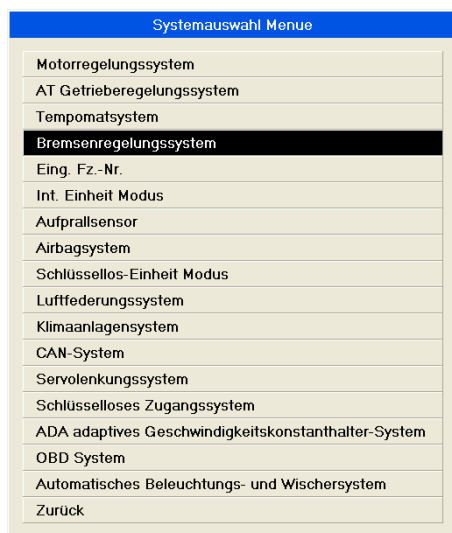 Systemauswahl Menue
Motorregelungssystem
AT Getrieberegelungssystem
Tempomatsystem
Bremsenregelungssystem
Eing. Fz.-Nr.
Int. Einheit Modus
Aufprallsensor
Airbagsystem
Schlüssellos-Einheit Modus
Luftfederungssystem
Klimaanlagensystem
CAN-System
Servolenkungssystem
Schlüsselloses Zugangssystem
ADA adaptives Geschwindigkeitskonstanthalter-System
OBD System
Automatisches Beleuchtungs- und Wischersystem
Zurück